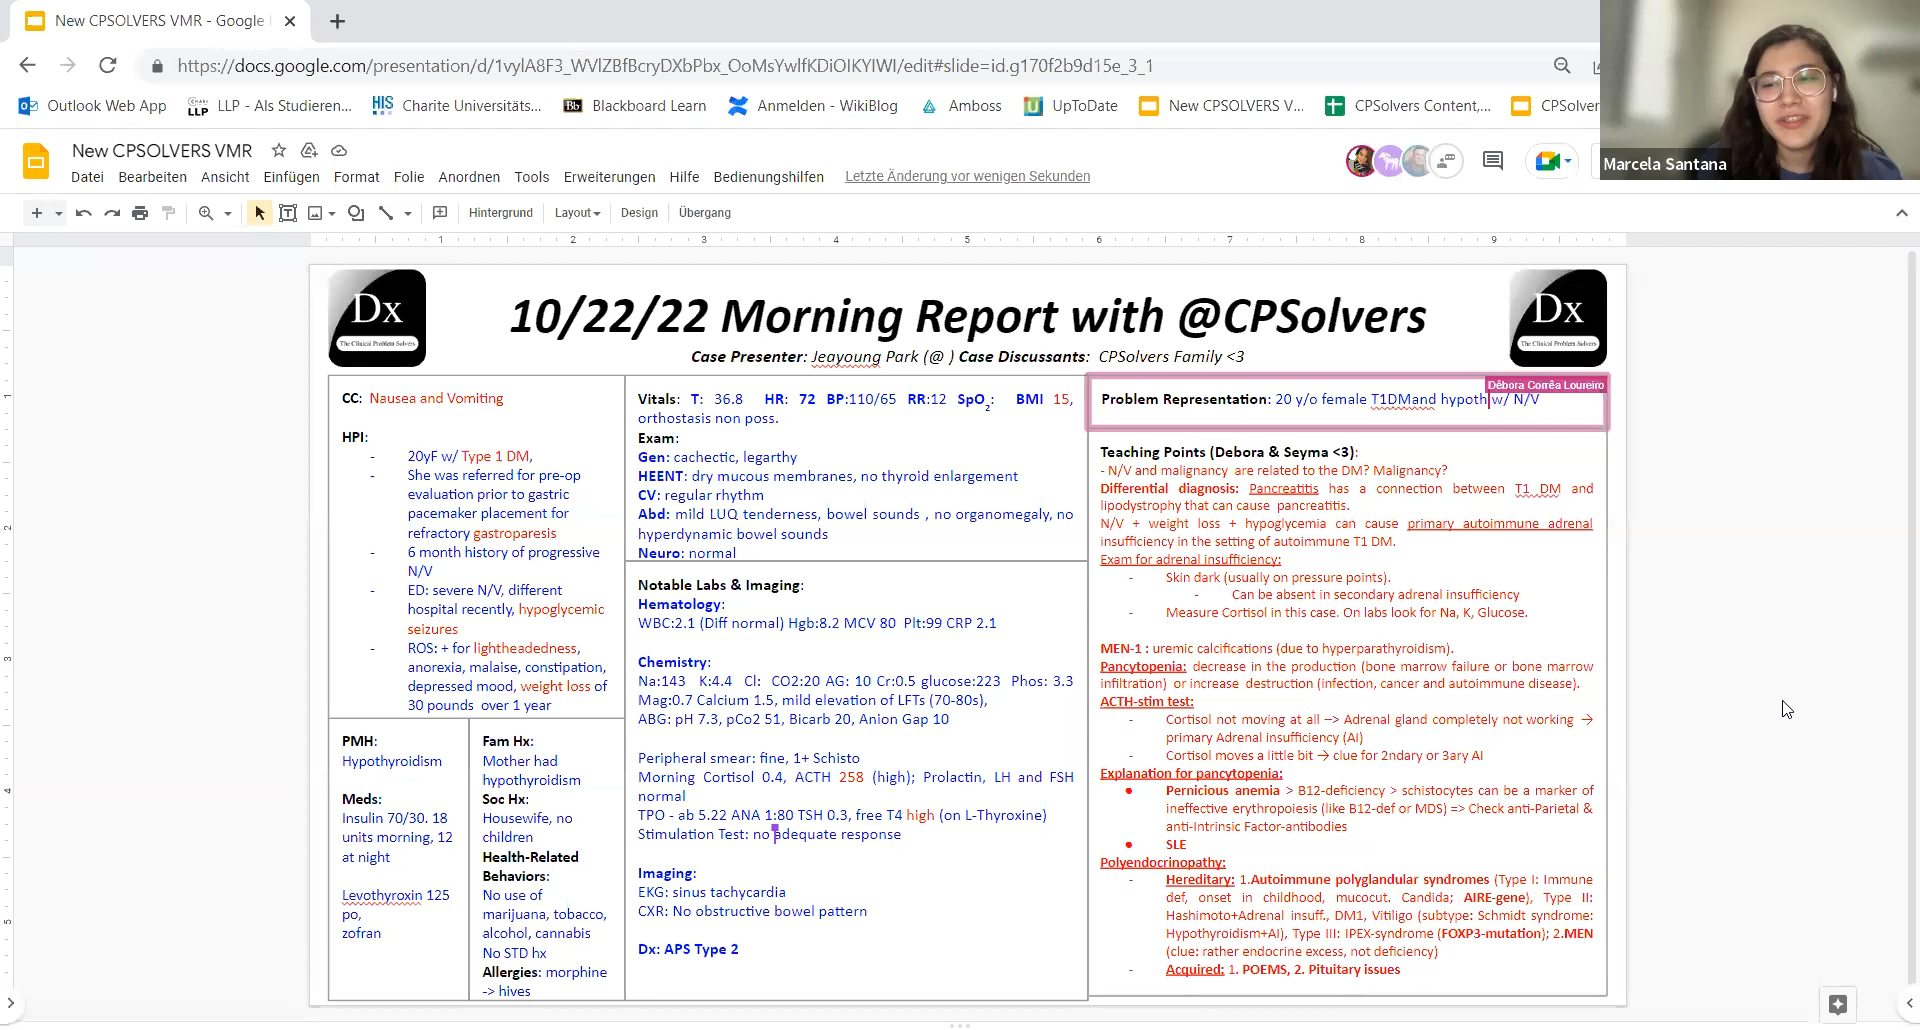 New CPSOLVERS VMR - Google
https://docs.google.com/presentation/d/1vylA8F3_WVlZBfBcryDXbPbx_OoMsYwlfKDiOIKYIWI/edit#slide=id.g170f2b9d15e_3_1
Outlook Web App LLP - Als Studieren... Charite Universitäts... Blackboard Learn Anmelden - WikiBlog Amboss UpToDate New CPSOLVERS V... CPSolvers Content,... CPSolver
Marcela Santana
New CPSOLVERS VMR
Datei Bearbeiten Ansicht Einfügen Format Folie Anordnen Tools Erweiterungen Hilfe Bedienungshilfen Letzte Änderung vor wenigen Sekunden
Hintergrund Layout Design Übergang
1 2 3 4 5 6 7 8 9
Dx
The Clinical Problem Solvers
10/22/22 Morning Report with @CPSolvers
Case Presenter: Jeayoung Park (@ ) Case Discussants: CPSolvers Family <3
Dx
The Clinical Problem Solvers
CC: Nausea and Vomiting
HPI:
- 20yF w/ Type 1 DM,
- She was referred for pre-op
evaluation prior to gastric
pacemaker placement for
refractory gastroparesis
- 6 month history of progressive
N/V
- ED: severe N/V, different
hospital recently, hypoglycemic
seizures
- ROS: + for lightheadedness,
anorexia, malaise, constipation,
depressed mood, weight loss of
30 pounds over 1 year
PMH:
Hypothyroidism
Meds:
Insulin 70/30. 18
units morning, 12
at night
Levothyroxin 125
po,
zofran
Fam Hx:
Mother had
hypothyroidism
Soc Hx:
Housewife, no
children
Health-Related
Behaviors:
No use of
marijuana, tobacco,
alcohol, cannabis
No STD hx
Allergies: morphine
-> hives
Vitals: T: 36.8 HR: 72 BP:110/65 RR:12 SpO2: BMI 15,
orthostasis non poss.
Exam:
Gen: cachectic, legarthy
HEENT: dry mucous membranes, no thyroid enlargement
CV: regular rhythm
Abd: mild LUQ tenderness, bowel sounds , no organomegaly, no
hyperdynamic bowel sounds
Neuro: normal
Notable Labs & Imaging:
Hematology:
WBC:2.1 (Diff normal) Hgb:8.2 MCV 80 Plt:99 CRP 2.1
Chemistry:
Na:143 K:4.4 Cl: CO2:20 AG: 10 Cr:0.5 glucose:223 Phos: 3.3
Mag:0.7 Calcium 1.5, mild elevation of LFTs (70-80s),
ABG: pH 7.3, pCo2 51, Bicarb 20, Anion Gap 10
Peripheral smear: fine, 1+ Schisto
Morning Cortisol 0.4, ACTH 258 (high); Prolactin, LH and FSH
normal
TPO - ab 5.22 ANA 1:80 TSH 0.3, free T4 high (on L-Thyroxine)
Stimulation Test: no adequate response
Imaging:
EKG: sinus tachycardia
CXR: No obstructive bowel pattern
Dx: APS Type 2
Débora Corrêa Loureiro
Problem Representation: 20 y/o female T1DMand hypoth w/ N/V
Teaching Points (Debora & Seyma <3):
- N/V and malignancy are related to the DM? Malignancy?
Differential diagnosis: Pancreatitis has a connection between T1 DM and
lipodystrophy that can cause pancreatitis.
N/V + weight loss + hypoglycemia can cause primary autoimmune adrenal
insufficiency in the setting of autoimmune T1 DM.
Exam for adrenal insufficiency:
- Skin dark (usually on pressure points).
- Can be absent in secondary adrenal insufficiency
- Measure Cortisol in this case. On labs look for Na, K, Glucose.
MEN-1 : uremic calcifications (due to hyperparathyroidism).
Pancytopenia: decrease in the production (bone marrow failure or bone marrow
infiltration) or increase destruction (infection, cancer and autoimmune disease).
ACTH-stim test:
- Cortisol not moving at all –> Adrenal gland completely not working →
primary Adrenal insufficiency (AI)
- Cortisol moves a little bit → clue for 2ndary or 3ary AI
Explanation for pancytopenia:
● Pernicious anemia > B12-deficiency > schistocytes can be a marker of
ineffective erythropoiesis (like B12-def or MDS) => Check anti-Parietal &
anti-Intrinsic Factor-antibodies
● SLE
Polyendocrinopathy:
- Hereditary: 1.Autoimmune polyglandular syndromes (Type I: Immune
def, onset in childhood, mucocut. Candida; AIRE-gene), Type II:
Hashimoto+Adrenal insuff., DM1, Vitiligo (subtype: Schmidt syndrome:
Hypothyroidism+AI), Type III: IPEX-syndrome (FOXP3-mutation); 2.MEN
(clue: rather endocrine excess, not deficiency)
- Acquired: 1. POEMS, 2. Pituitary issues